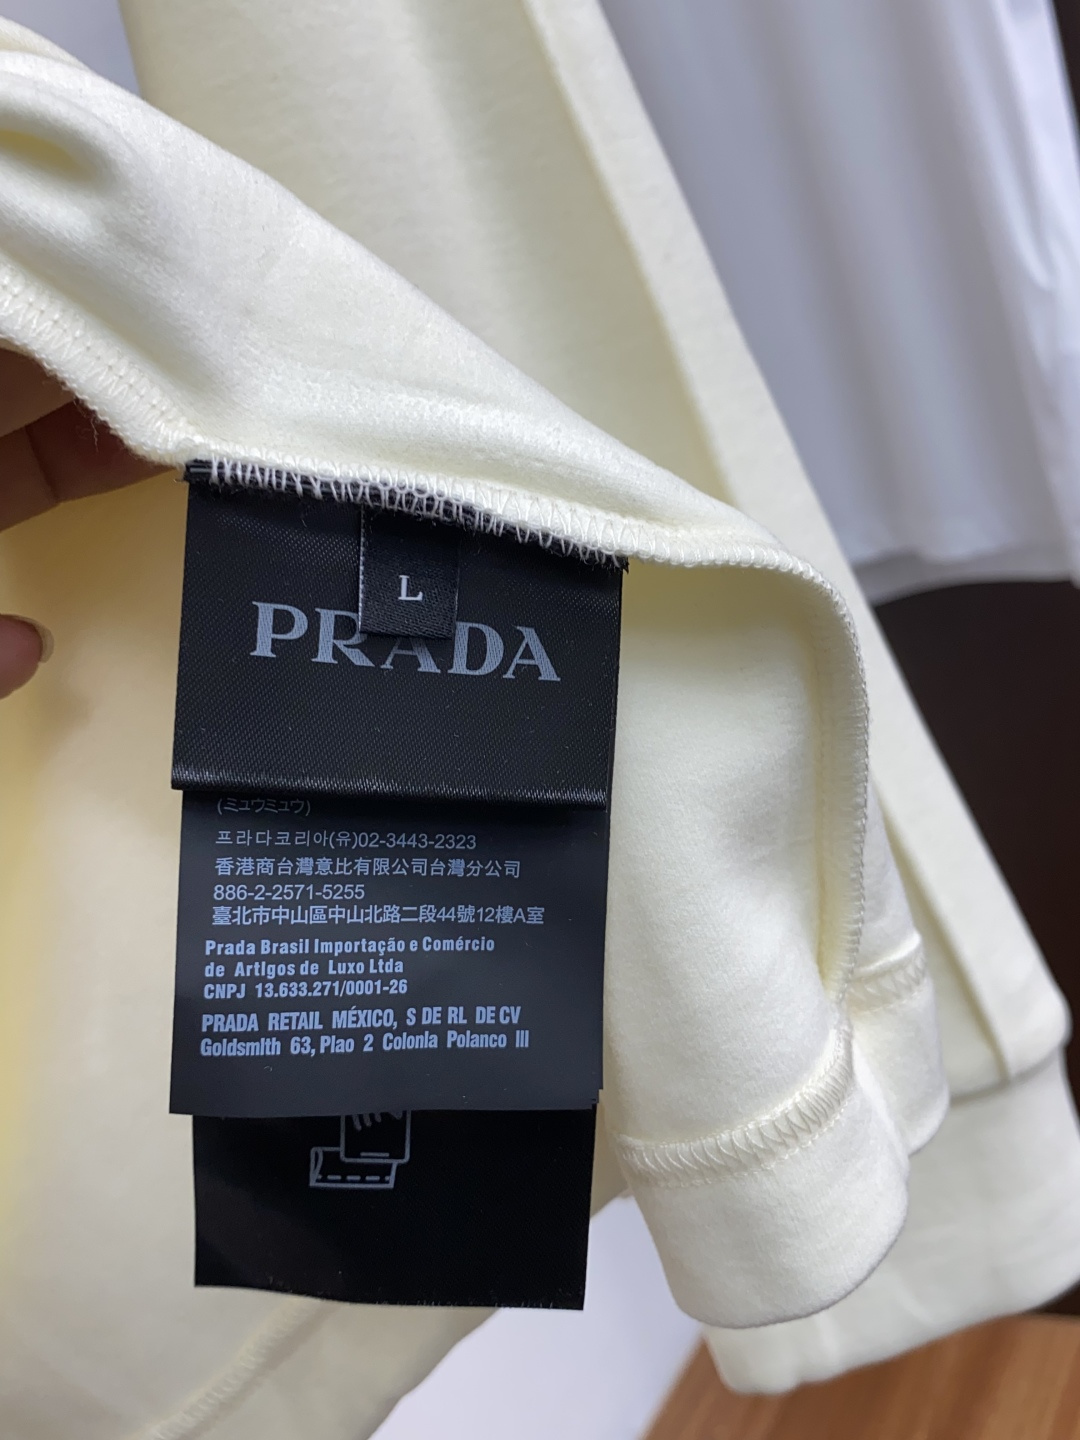 L
PRADA
(ミュウミュウ)
프라다코리아(유)02-3443-2323
香港商台灣意比有限公司台灣分公司
886-2-2571-5255
臺北市中山區中山北路二段44號12樓A室
Prada Brasil Importação e Comércio
de ArtIgos de Luxo Ltda
CNPJ 13.633.271/0001-26
PRADA RETAIL MÉXICO, S DE RL DE CV
GoldsmIth 63, Plao 2 ColonIa Polanco III